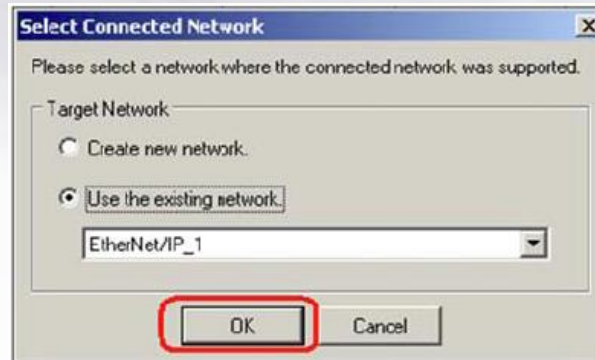 Select Connected Network
Please select a network where the connected network was supported.
Target Network
Create new network.
Use the existing network.
EtherNet/IP_1
OK
Cancel